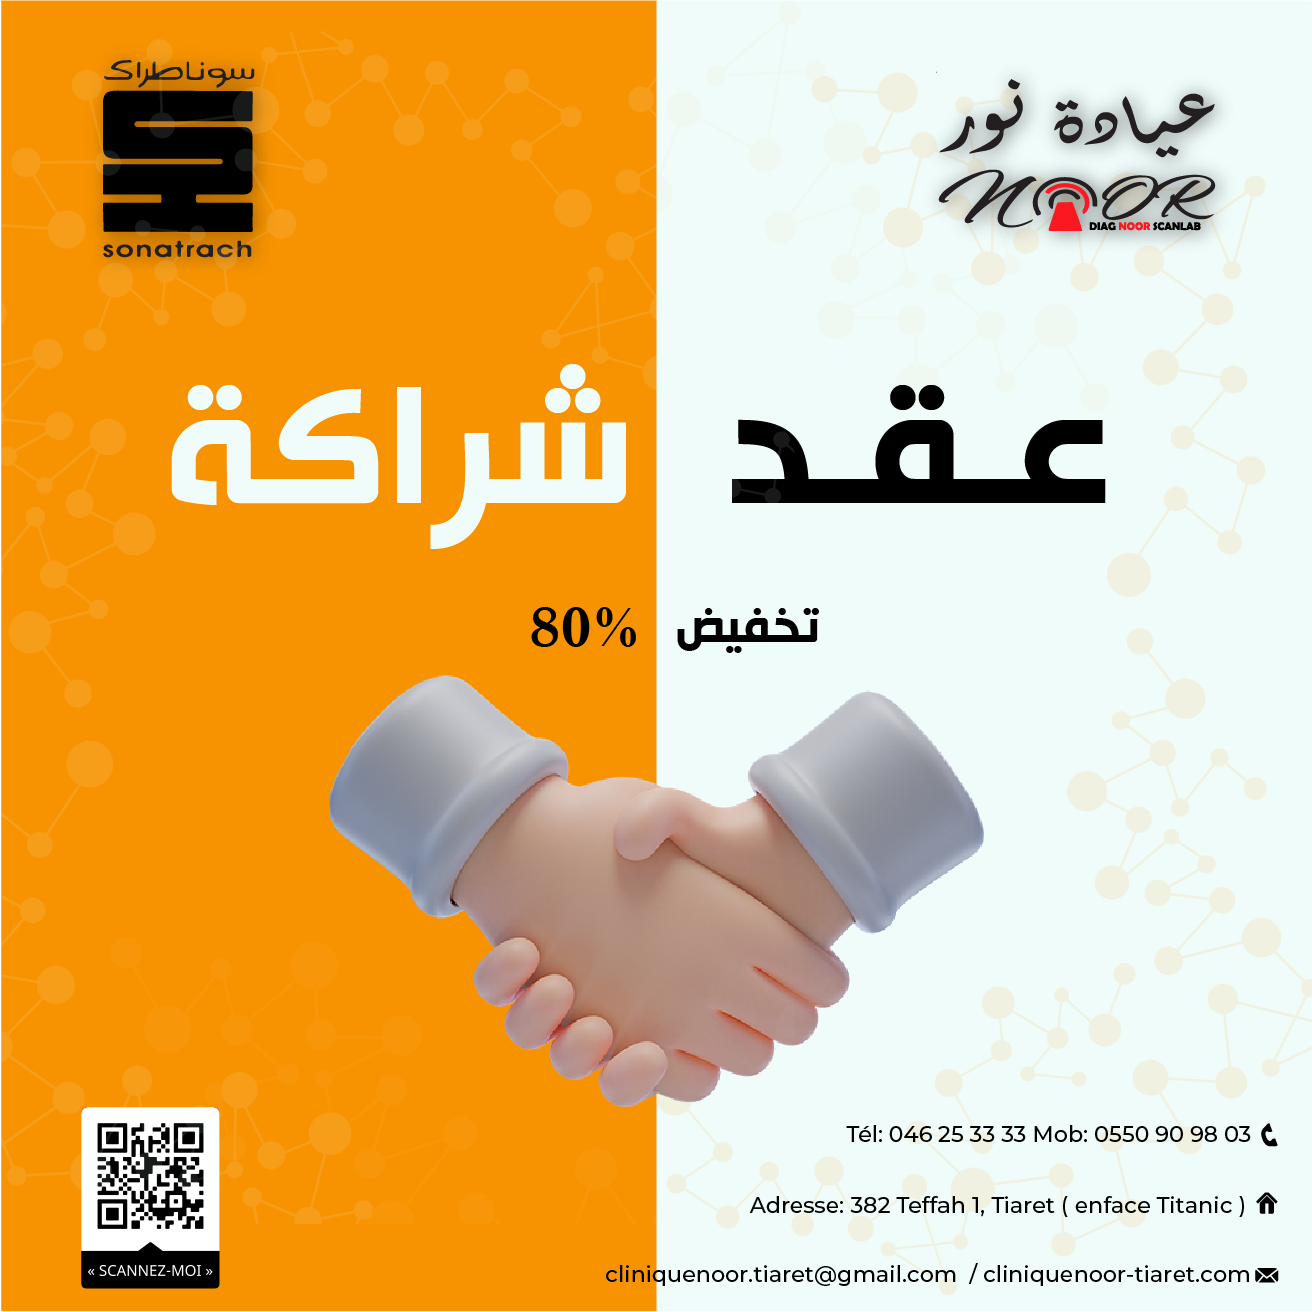 سوناطراك
sonatrach
عيادة نور
NOOR
DIAG NOOR SCANLAB
عقد شراكة
تخفيض 80%
Tél: 046 25 33 33 Mob: 0550 90 98 03
Adresse: 382 Teffah 1, Tiaret ( enface Titanic )
cliniquenoor.tiaret@gmail.com / cliniquenoor-tiaret.com
« SCANNEZ-MOI »